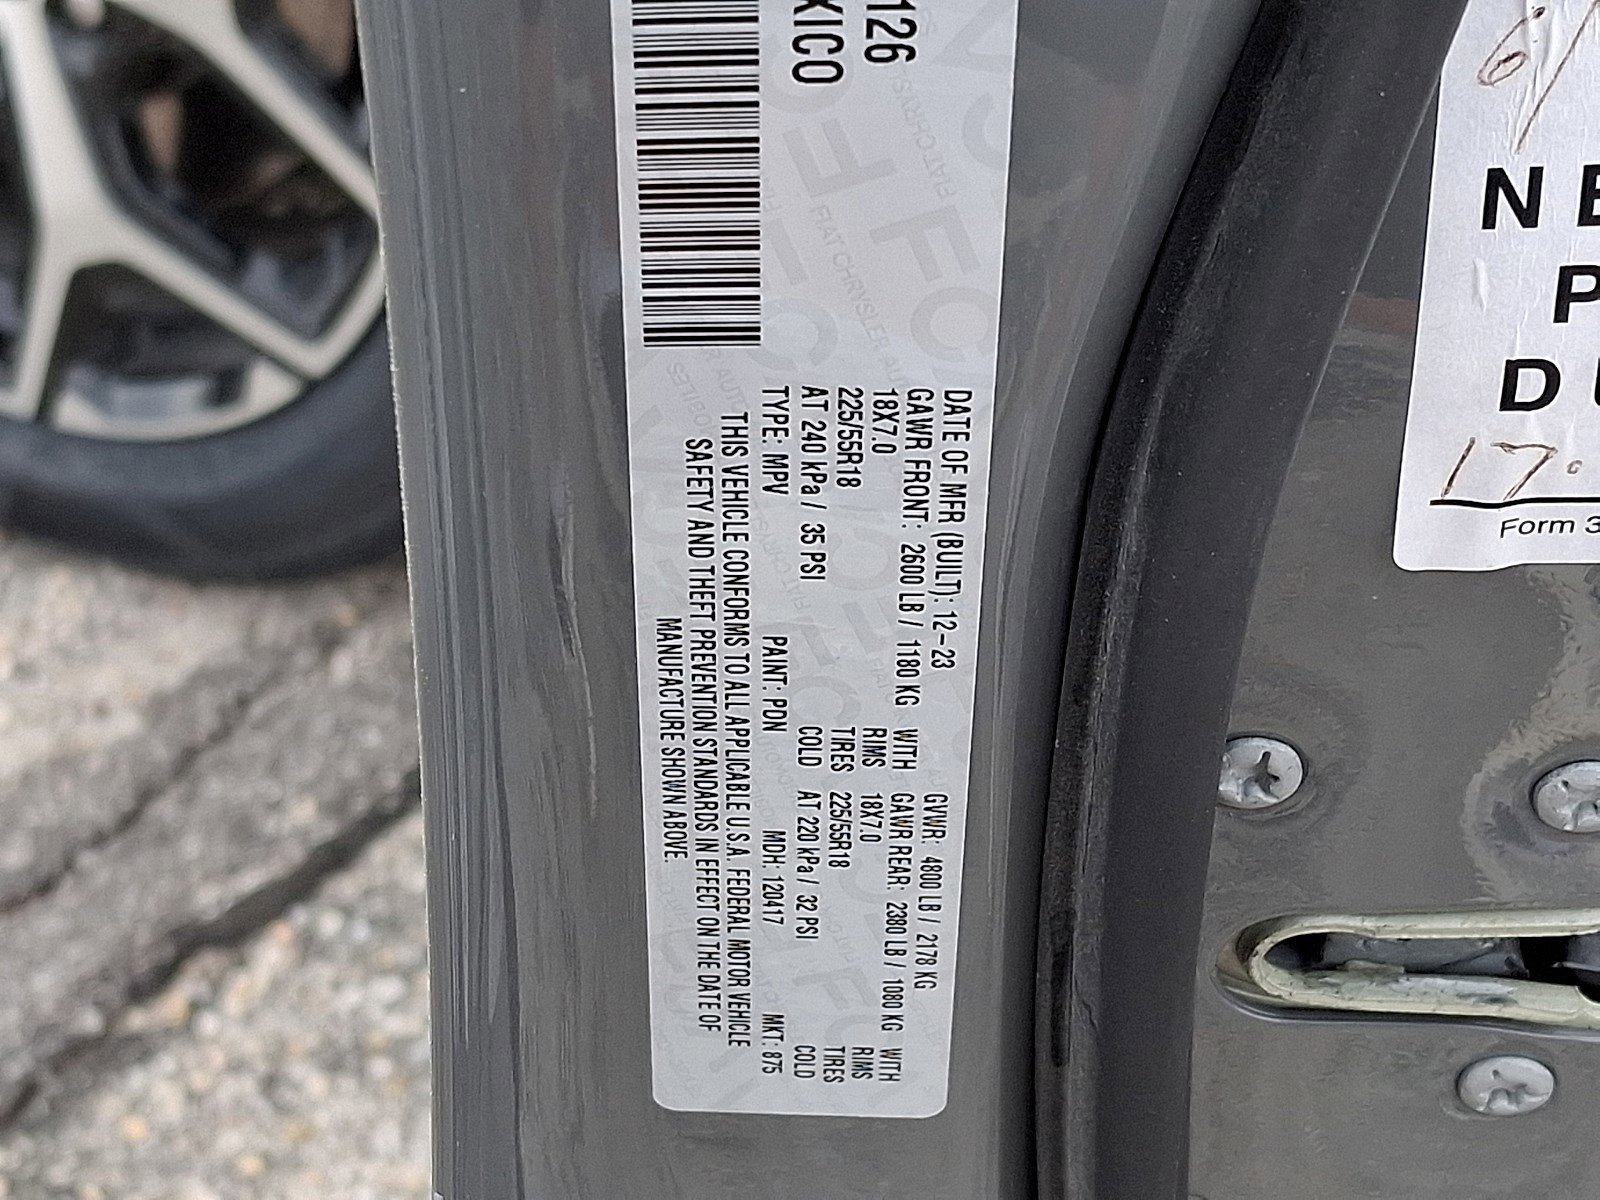 126
XICO
DATE OF MFR (BUILT): 12-23 GVWR: 4800 LB / 2178 KG
GAWR FRONT: 2600 LB / 1180 KG WITH GAWR REAR: 2380 LB / 1080 KG WITH
18X7.0 RIMS 18X7.0 RIMS
225/55R18 TIRES 225/55R18 TIRES
AT 240 kPa / 35 PSI COLD AT 220 kPa / 32 PSI COLD
TYPE: MPV PAINT: PDN MDH: 120417 MKT: 875
THIS VEHICLE CONFORMS TO ALL APPLICABLE U.S.A. FEDERAL MOTOR VEHICLE
SAFETY AND THEFT PREVENTION STANDARDS IN EFFECT ON THE DATE OF
MANUFACTURE SHOWN ABOVE.
6/
NE
P
DU
17.
Form 3